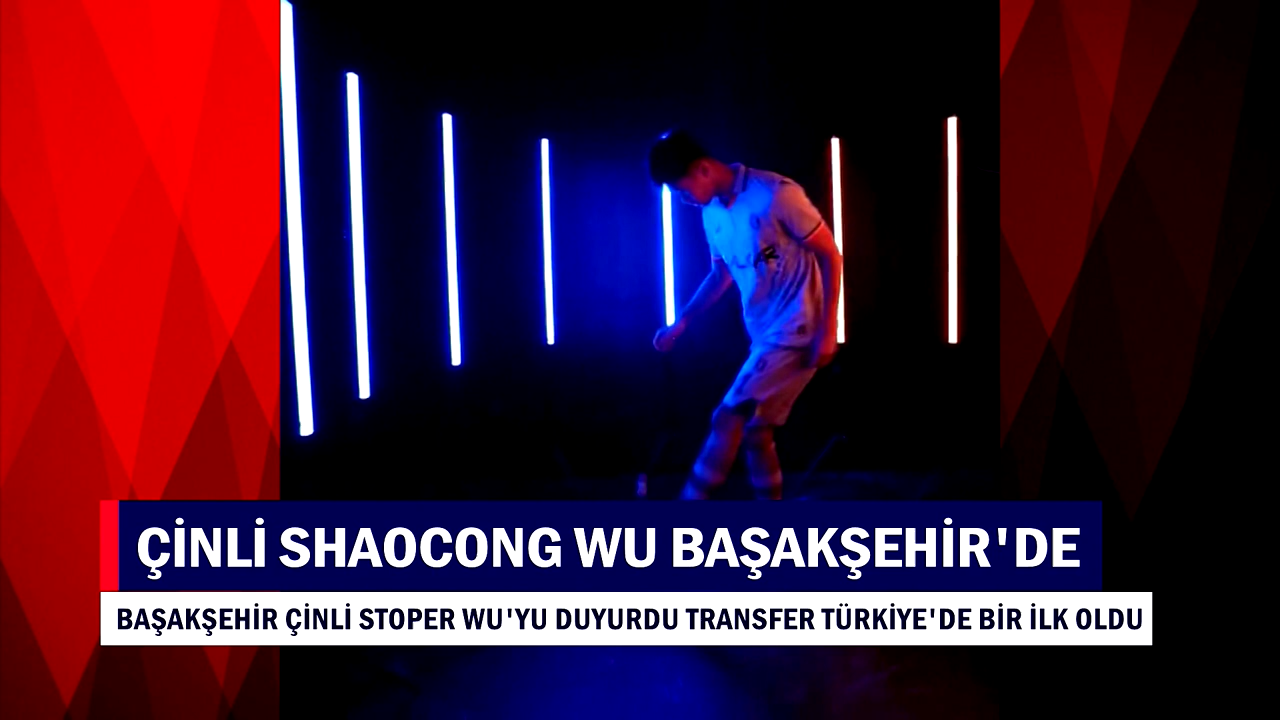 ÇİNLİ SHAOCONG WU BAŞAKŞEHİR'DE
BAŞAKŞEHİR ÇİNLİ STOPER WU'YU DUYURDU TRANSFER TÜRKİYE'DE BİR İLK OLDU